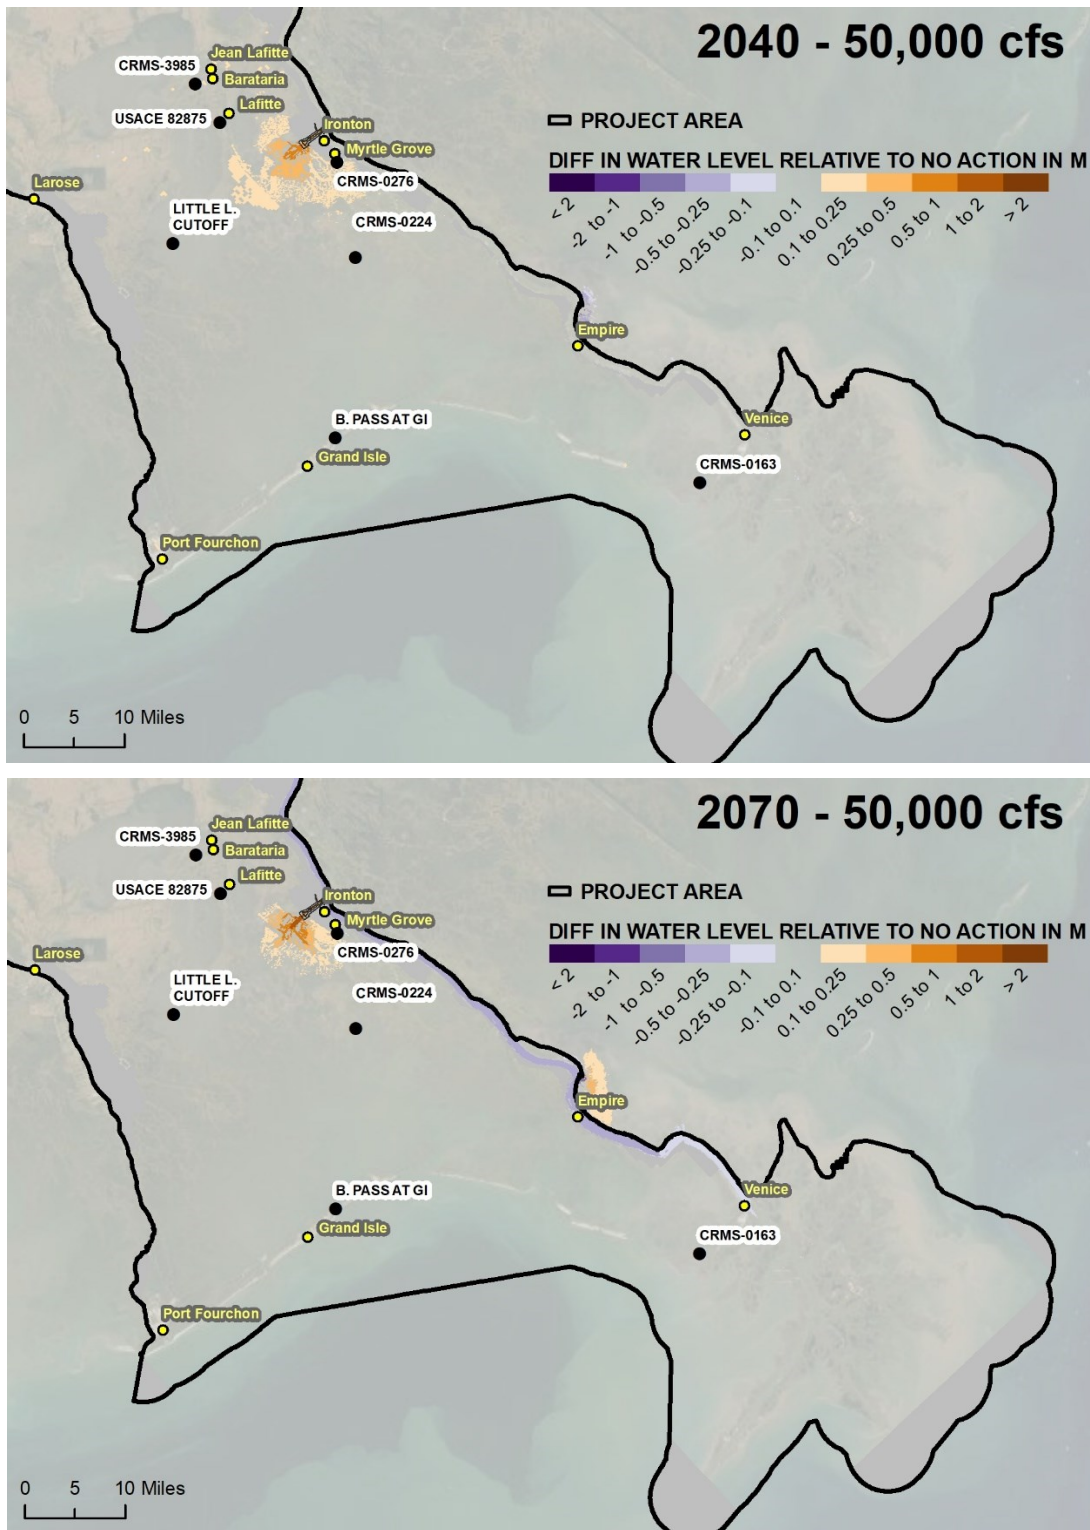 2040 - 50,000 cfs
Jean Lafitte
CRMS-3985
Barataria
Lafitte
USACE 82875
Ironton
Myrtle Grove
CRMS-0276
PROJECT AREA
DIFF IN WATER LEVEL RELATIVE TO NO ACTION IN M
< 2
-2 to -1
-1 to -0.5
-0.5 to -0.25
-0.25 to -0.1
-0.1 to 0.1
0.1 to 0.25
0.25 to 0.5
0.5 to 1
1 to 2
> 2
Larose
LITTLE L.
CUTOFF
CRMS-0224
Empire
B. PASS AT GI
Venice
Grand Isle
CRMS-0163
Port Fourchon
0 5 10 Miles
2070 - 50,000 cfs
Jean Lafitte
CRMS-3985
Barataria
Lafitte
USACE 82875
Ironton
Myrtle Grove
CRMS-0276
PROJECT AREA
DIFF IN WATER LEVEL RELATIVE TO NO ACTION IN M
< 2
-2 to -1
-1 to -0.5
-0.5 to -0.25
-0.25 to -0.1
-0.1 to 0.1
0.1 to 0.25
0.25 to 0.5
0.5 to 1
1 to 2
> 2
Larose
LITTLE L.
CUTOFF
CRMS-0224
Empire
B. PASS AT GI
Venice
Grand Isle
CRMS-0163
Port Fourchon
0 5 10 Miles